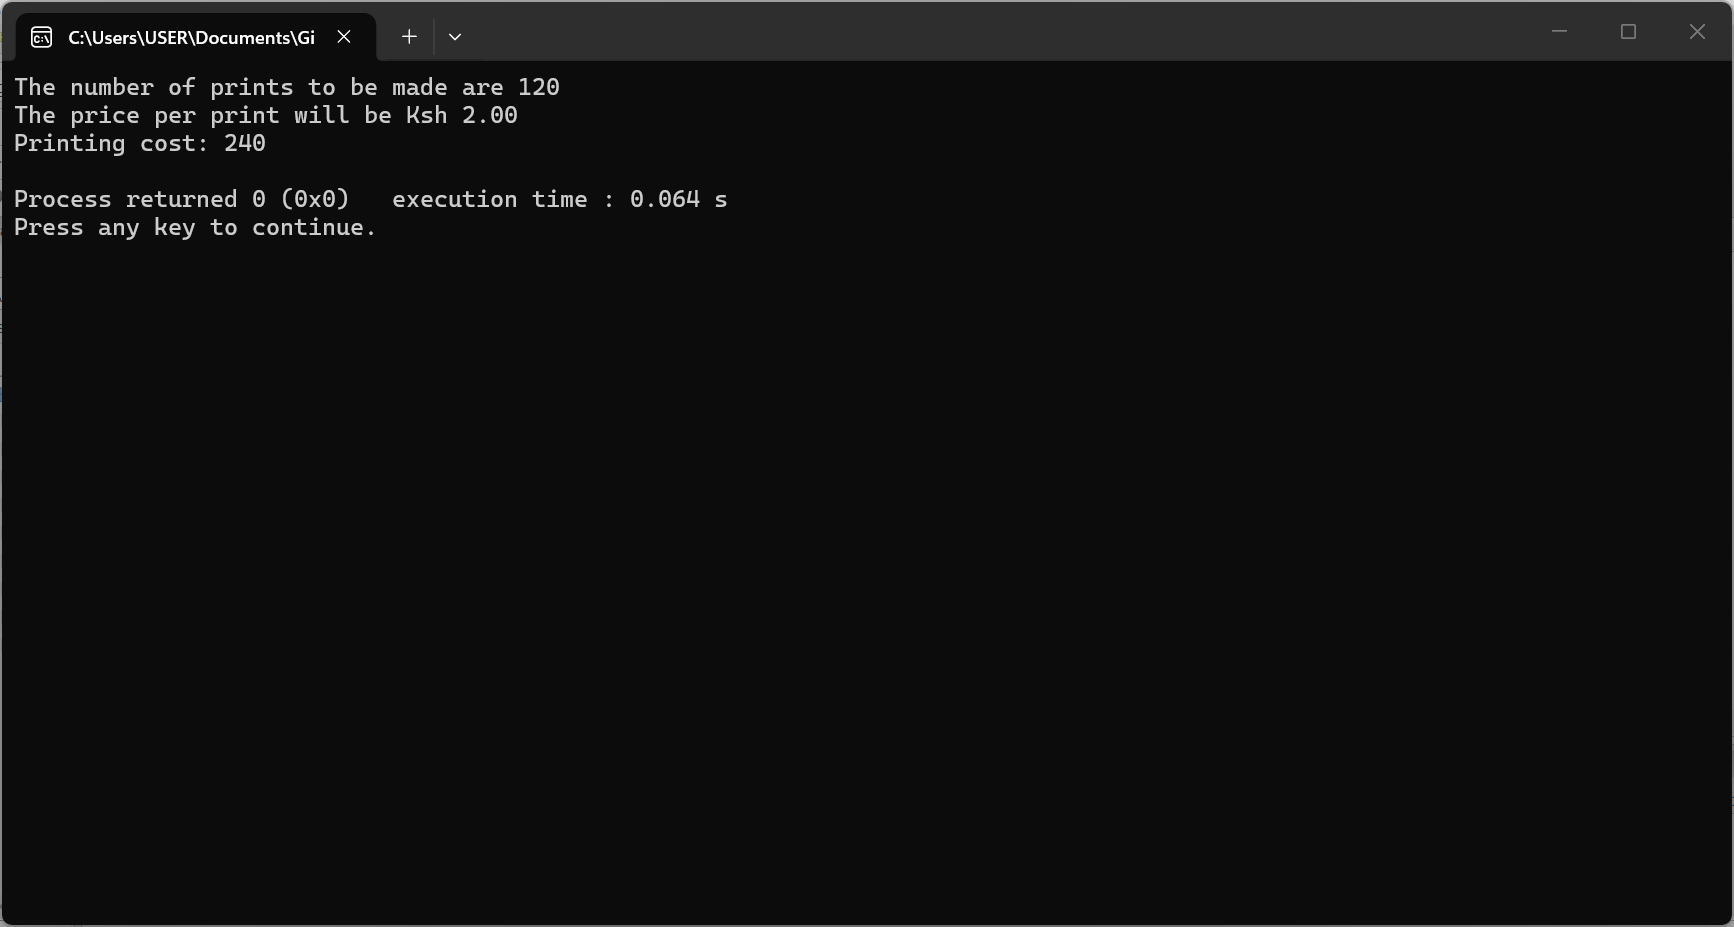 C:\Users\USER\Documents\Gi
The number of prints to be made are 120
The price per print will be Ksh 2.00
Printing cost: 240
Process returned 0 (0x0)   execution time : 0.064 s
Press any key to continue.